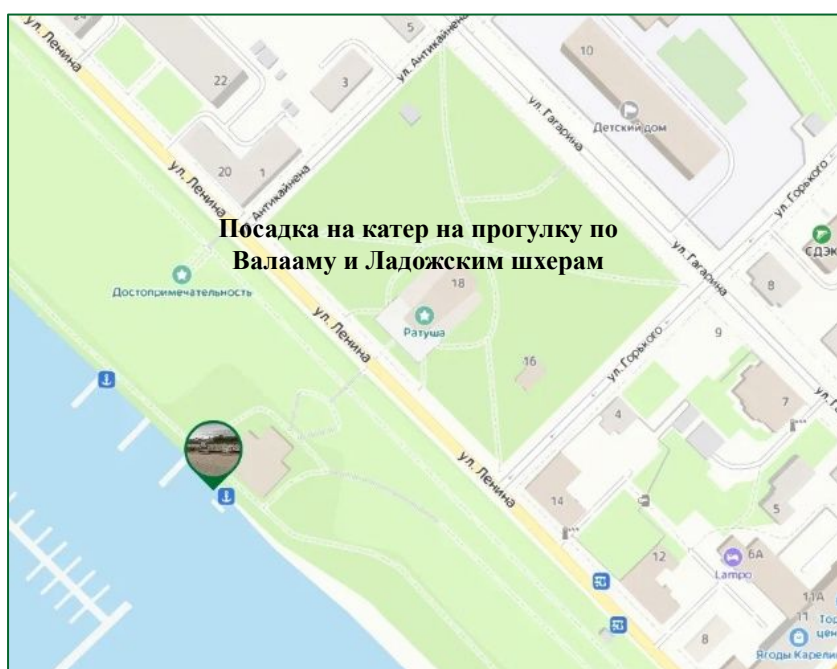 24
ул. Ленина
5
ул. Антикайнена
22
3
10
Детский дом
ул. Гагарина
ул. Горького
20
1
ул. Ленина
Антикайнена
Посадка на катер на прогулку по
Валааму и Ладожским шхерам
СДЭК
ул. Гагарина
8
Достопримечательность
18
Ратуша
ул. Ленина
9
16
ул. Горького
7
4
ул. Ленина
14
5
12
6А
Lampo
11А
11
8
Ягоды Карелии